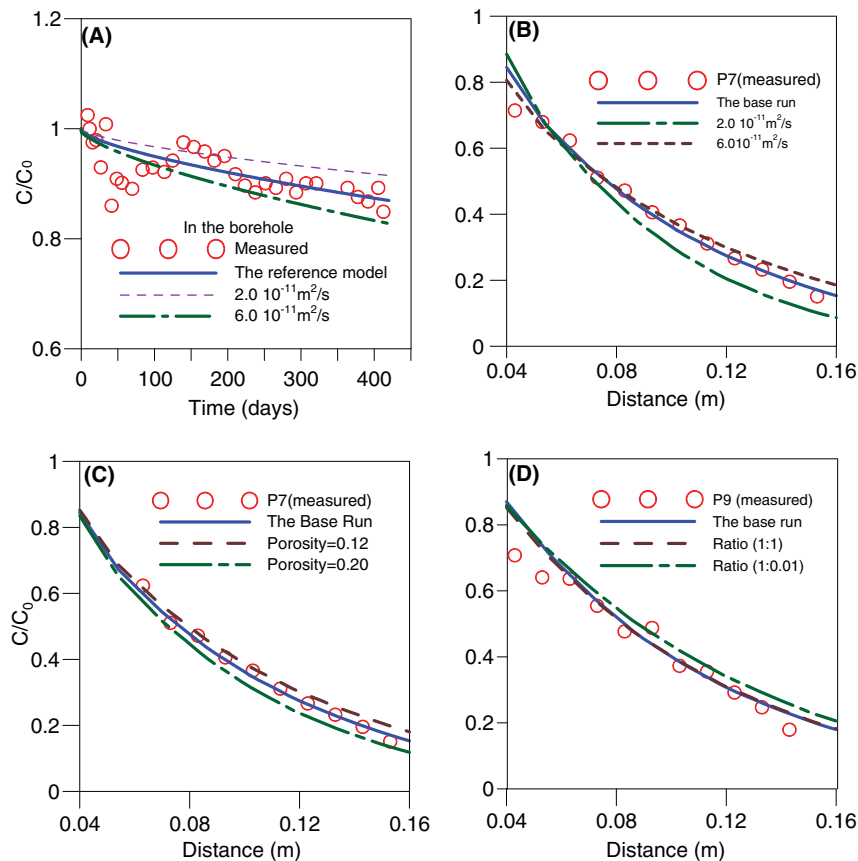 (A)
1.2
1
0.8
0.6
C/C0
0
100
200
300
400
Time (days)
In the borehole
Measured
The reference model
2.0 10-11m2/s
6.0 10-11m2/s
(B)
1
0.8
0.6
0.4
0.2
0
0.04
0.08
0.12
0.16
Distance (m)
P7(measured)
The base run
2.0 10-11m2/s
6.010-11m2/s
(C)
1
0.8
0.6
0.4
0.2
0
C/C0
0.04
0.08
0.12
0.16
Distance (m)
P7(measured)
The Base Run
Porosity=0.12
Porosity=0.20
(D)
1
0.8
0.6
0.4
0.2
0
0.04
0.08
0.12
0.16
Distance (m)
P9 (measured)
The base run
Ratio (1:1)
Ratio (1:0.01)